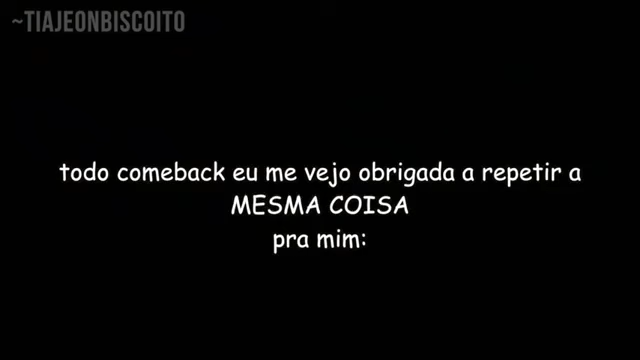 ~TIAJEONBISCOITO
todo comeback eu me vejo obrigada a repetir a
MESMA COISA
pra mim: